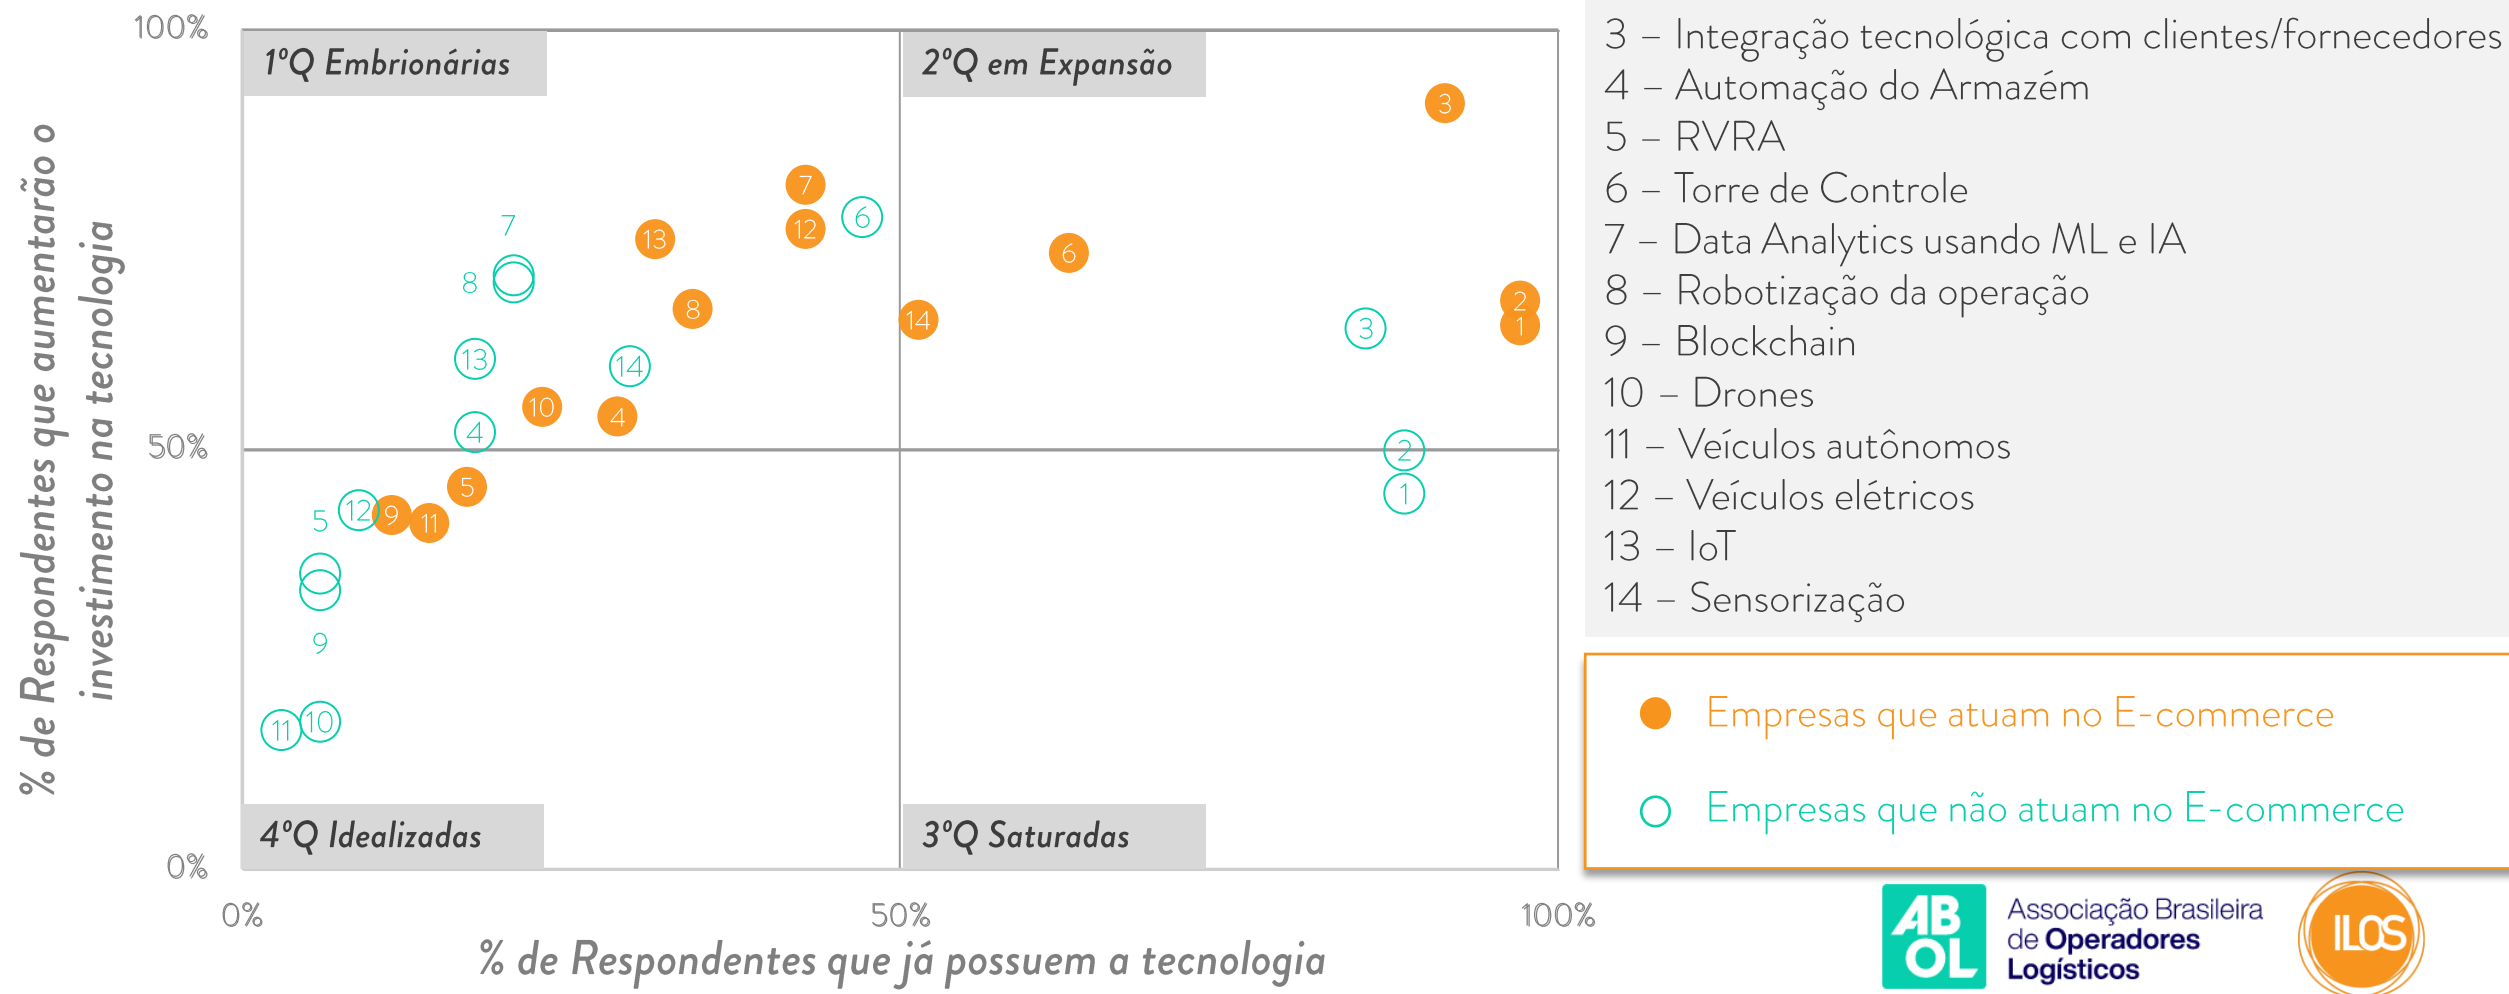 100%
1ºQ Embrionárias
2ºQ em Expansão
3
7
12
6
7
13
6
8
8
2
14
1
3
13
14
10
4
4
50%
2
5
1
12
9
11
5
9
11
10
4ºQ Idealizadas
3ºQ Saturadas
0%
0%
50%
100%
% de Respondentes que aumentarão o
investimento na tecnologia
% de Respondentes que já possuem a tecnologia
3 – Integração tecnológica com clientes/fornecedores
4 – Automação do Armazém
5 – RVRA
6 – Torre de Controle
7 – Data Analytics usando ML e IA
8 – Robotização da operação
9 – Blockchain
10 – Drones
11 – Veículos autônomos
12 – Veículos elétricos
13 – IoT
14 – Sensorização
Empresas que atuam no E-commerce
Empresas que não atuam no E-commerce
AB
OL
Associação Brasileira
de Operadores
Logísticos
ILOS